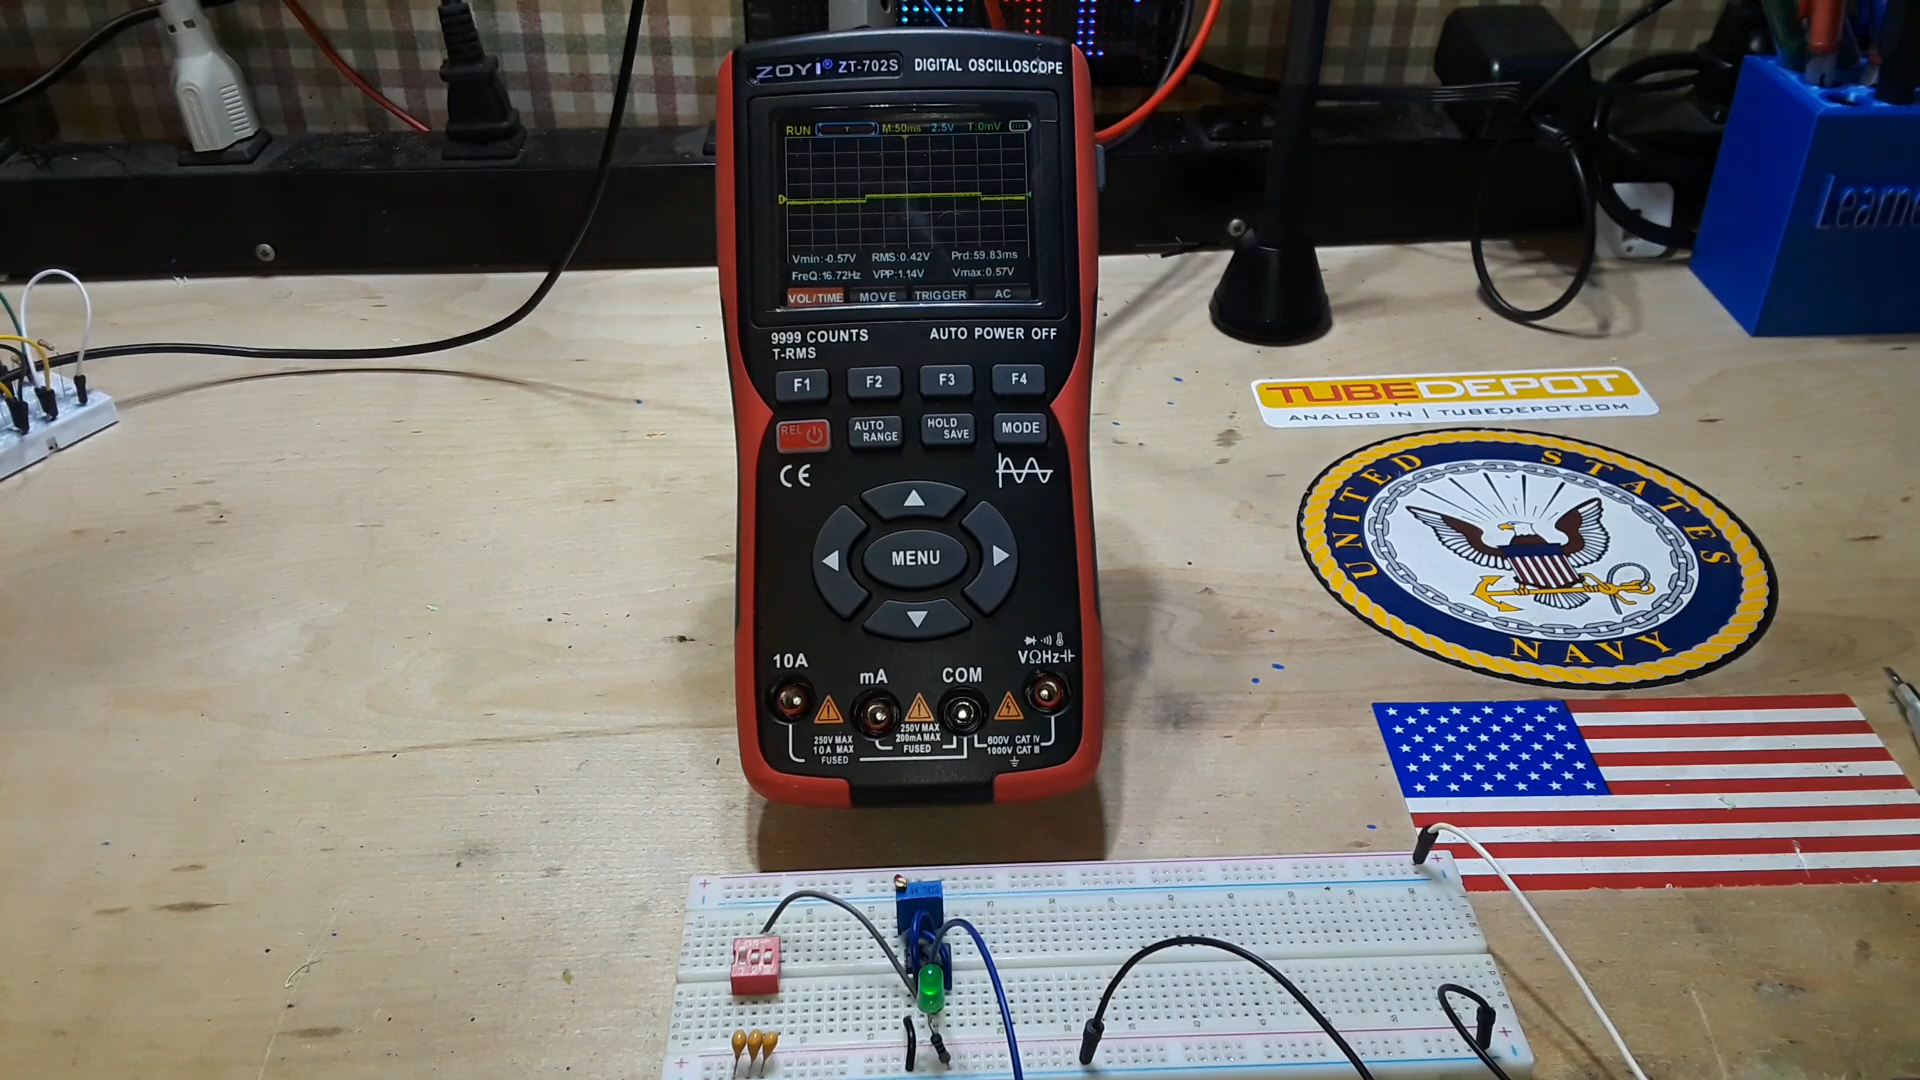 ZOYI® ZT-702S DIGITAL OSCILLOSCOPE
RUN T M:50ms 2.5V T:0mV
D
Vmin:-0.57V RMS:0.42V Prd:59.83ms
FreQ:16.72Hz VPP:1.14V Vmax:0.57V
VOL/TIME MOVE TRIGGER AC
9999 COUNTS AUTO POWER OFF
T-RMS
F1 F2 F3 F4
REL AUTO RANGE HOLD SAVE MODE
CE
MENU
10A mA COM VΩHz
250V MAX
10A MAX
FUSED
250V MAX
200mA MAX
FUSED
600V CAT IV
1000V CAT III
Learne
TUBEDEPOT
ANALOG IN | TUBEDEPOT.COM
UNITED STATES
NAVY